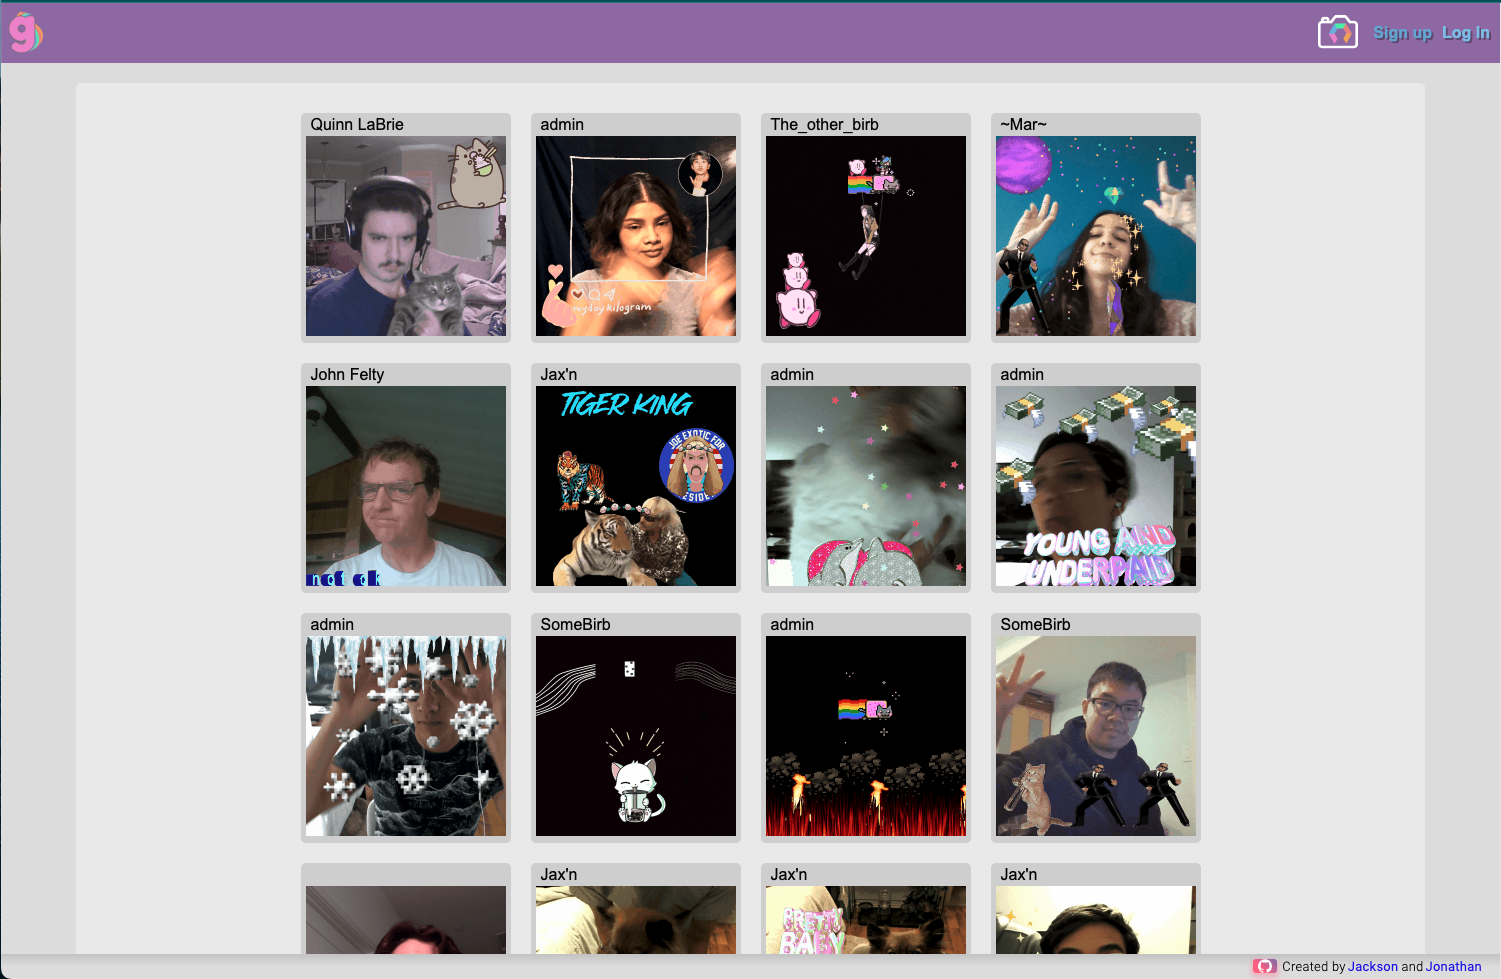 g
Sign up Log In
Quinn LaBrie
admin
The_other_birb
~Mar~
myday kilogram
John Felty
Jax'n
admin
admin
TIGER KING
JOE EXOTIC FOR
ESIDE
not ok
YOUNG AND
UNDERPAID
admin
SomeBirb
admin
SomeBirb
Jax'n
Jax'n
Jax'n
PRETTY
BABY
Created by Jackson and Jonathan